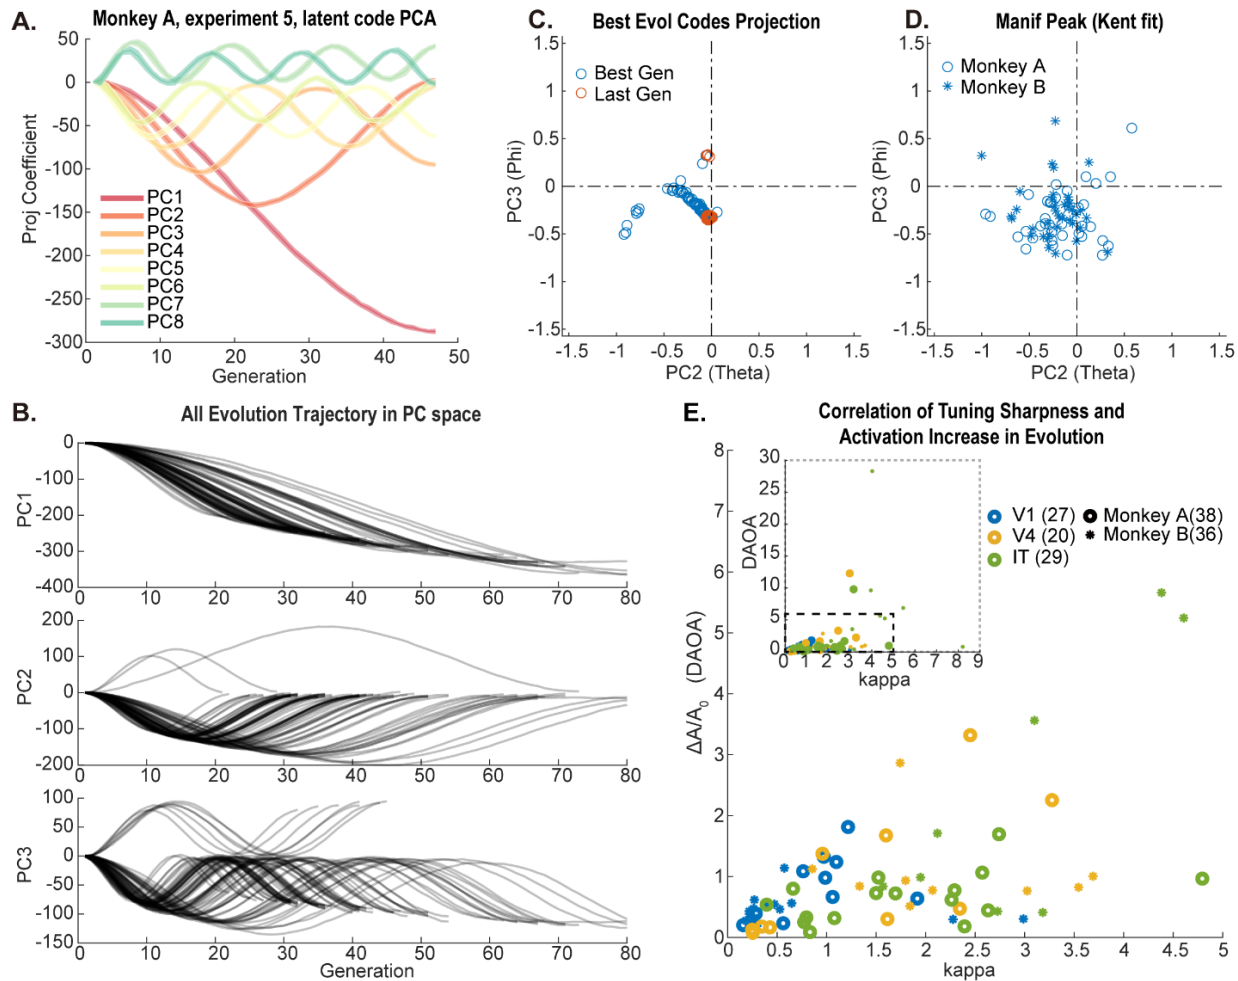 A.
Monkey A, experiment 5, latent code PCA
50
0
-50
-100
-150
-200
-250
-300
Proj Coefficient
PC1
PC2
PC3
PC4
PC5
PC6
PC7
PC8
0 10 20 30 40 50
Generation
C.
Best Evol Codes Projection
1.5
1
0.5
0
-0.5
-1
-1.5
PC3 (Phi)
Best Gen
Last Gen
-1.5 -1 -0.5 0 0.5 1 1.5
PC2 (Theta)
D.
Manif Peak (Kent fit)
1.5
1
0.5
0
-0.5
-1
-1.5
PC3 (Phi)
Monkey A
Monkey B
-1.5 -1 -0.5 0 0.5 1 1.5
PC2 (Theta)
B.
All Evolution Trajectory in PC space
0
-100
-200
-300
-400
PC1
0 10 20 30 40 50 60 70 80
200
100
0
-100
-200
PC2
0 10 20 30 40 50 60 70 80
100
50
0
-50
-100
-150
PC3
0 10 20 30 40 50 60 70 80
Generation
E.
Correlation of Tuning Sharpness and
Activation Increase in Evolution
8
7
6
5
4
3
2
1
0
ΔA/A0 (DAOA)
30
25
20
15
10
5
0
DAOA
0 1 2 3 4 5 6 7 8 9
kappa
V1 (27)
V4 (20)
IT (29)
Monkey A(38)
Monkey B(36)
0 0.5 1 1.5 2 2.5 3 3.5 4 4.5 5
kappa